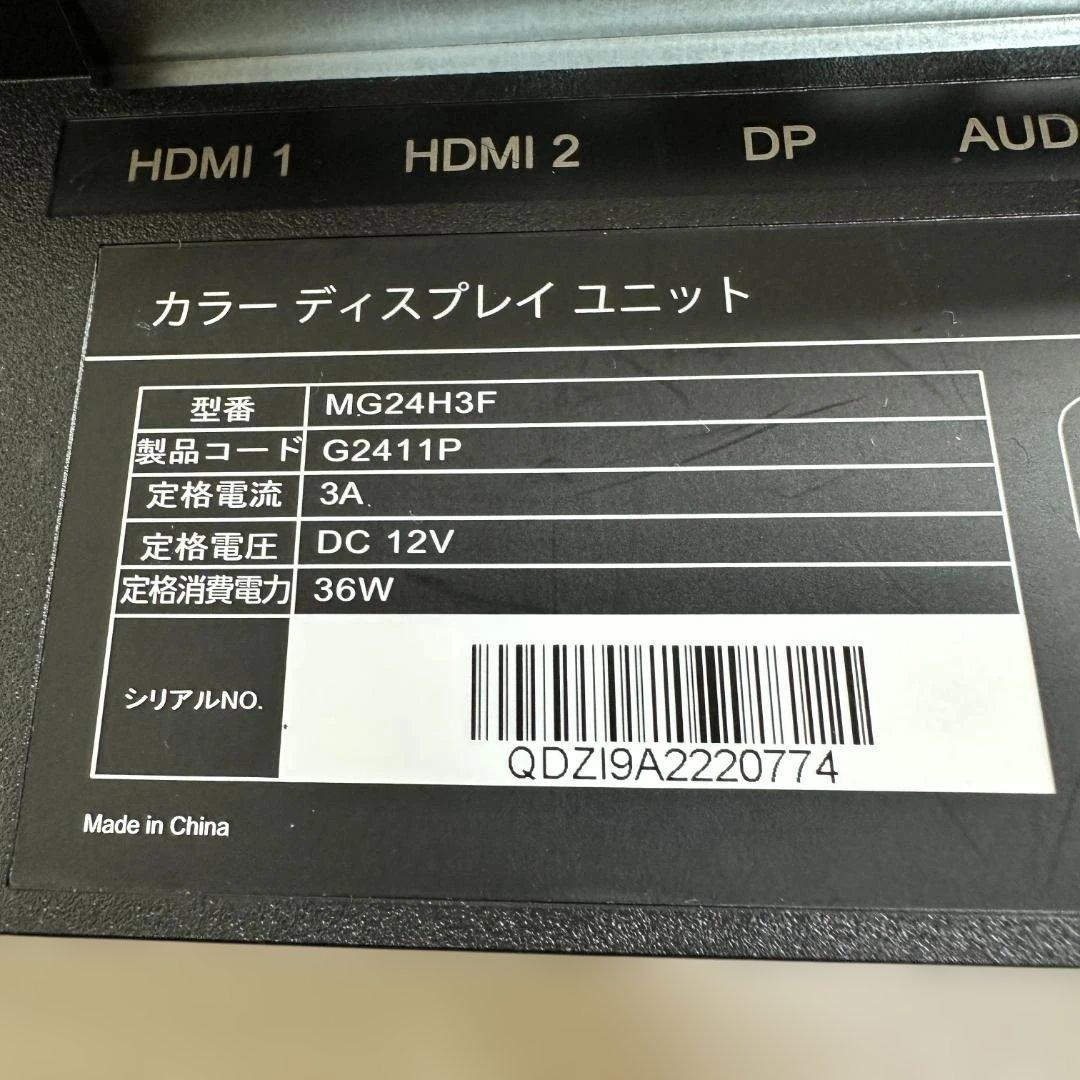 HDMI 1 HDMI 2 DP AUD
カラー ディスプレイ ユニット
型番 MG24H3F
製品コード G2411P
定格電流 3A
定格電圧 DC 12V
定格消費電力 36W
シリアルNO.
QDZI9A2220774
Made in China